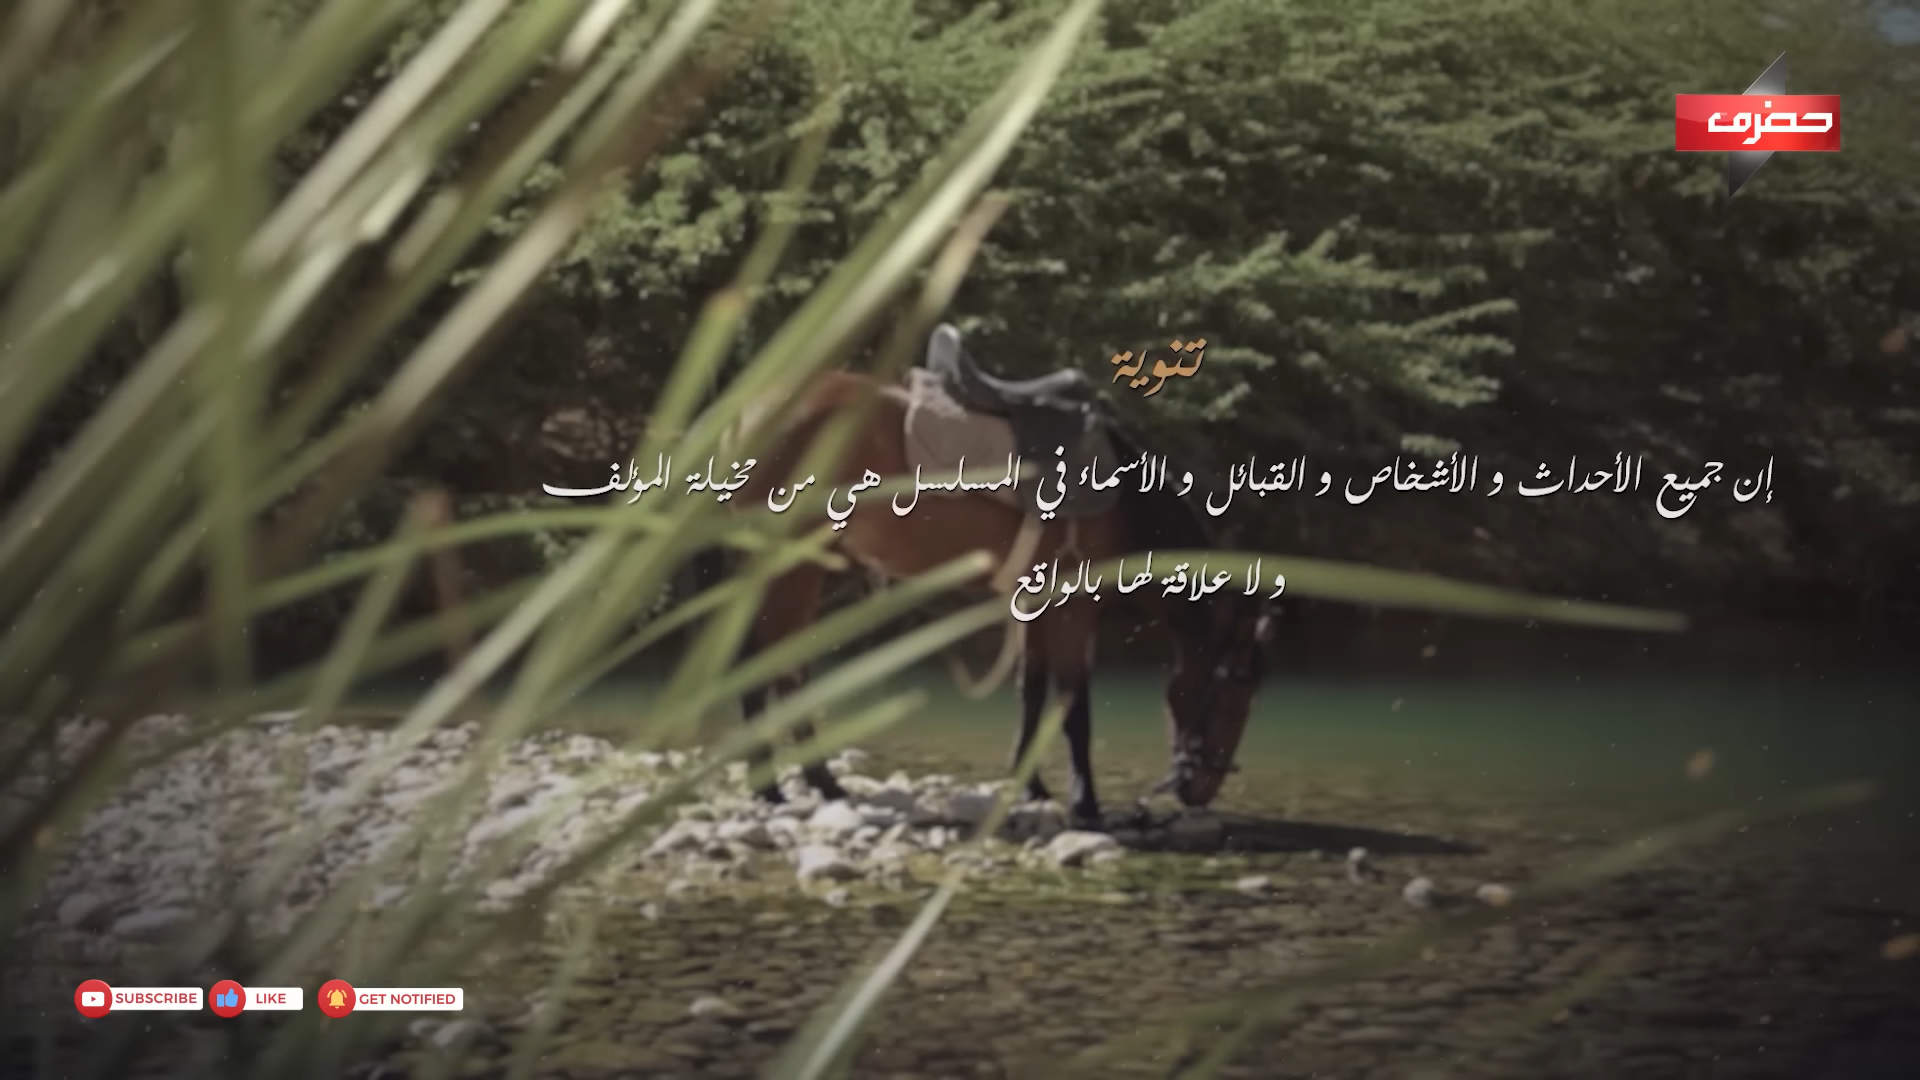 حضرموت
تنوية
إن جميع الأحداث و الأشخاص و القبائل و الأسماء في المسلسل هي من مخيلة المؤلف
و لا علاقة لها بالواقع
SUBSCRIBE LIKE GET NOTIFIED